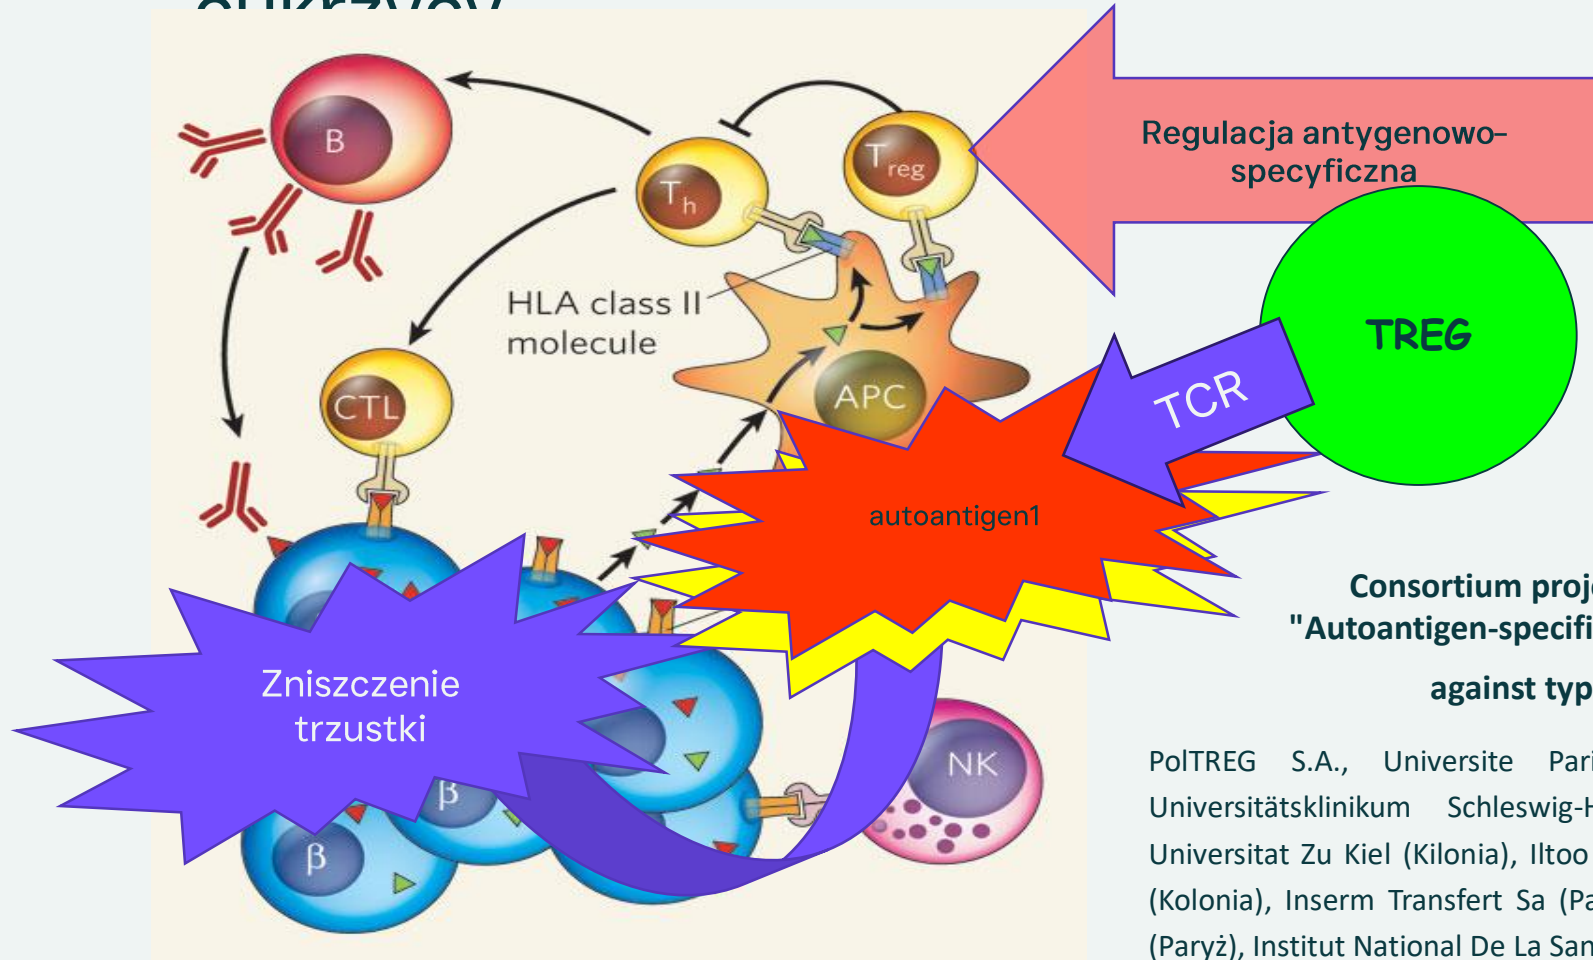 cukrzycy
B
Th
Treg
Regulacja antygenowo-
specyficzna
TREG
HLA class II
molecule
TCR
CTL
APC
autoantigen1
Consortium proj
"Autoantigen-specifi
against typ
Zniszczenie
trzustki
β
β
NK
PolTREG S.A., Universite Pari
Universitätsklinikum Schleswig-H
Universitat Zu Kiel (Kilonia), Iltoo
(Kolonia), Inserm Transfert Sa (Pa
(Paryż), Institut National De La San